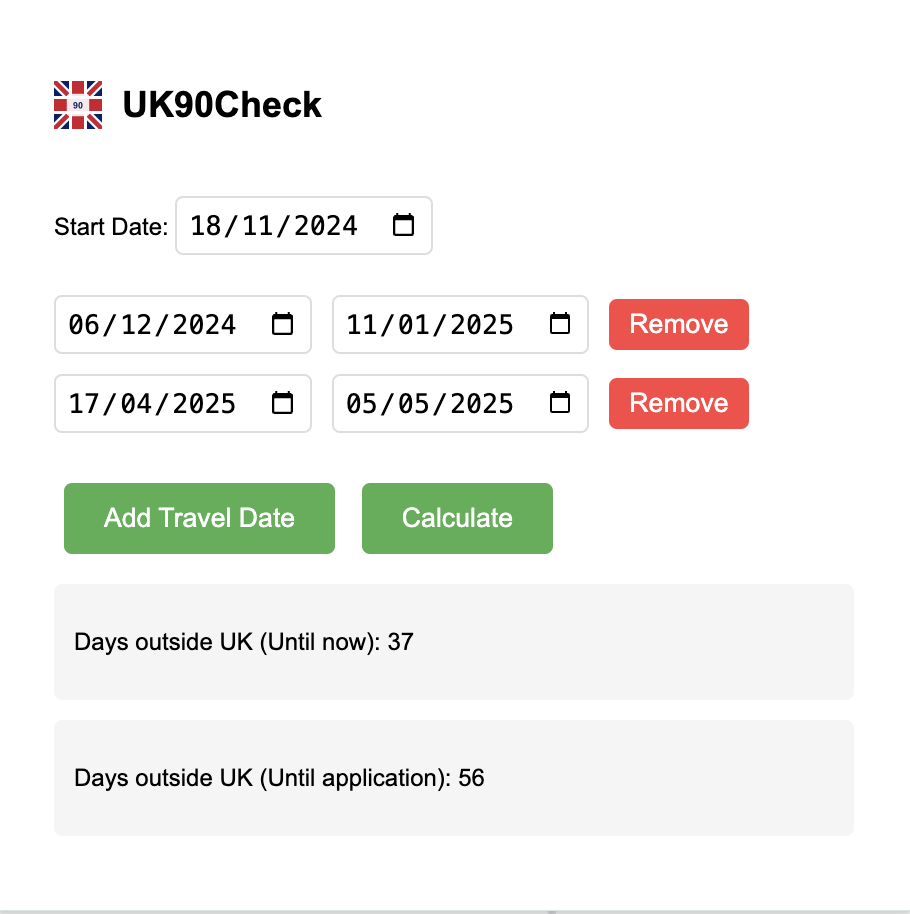 90 UK90Check
Start Date: 18/11/2024
06/12/2024 11/01/2025 Remove
17/04/2025 05/05/2025 Remove
Add Travel Date Calculate
Days outside UK (Until now): 37
Days outside UK (Until application): 56